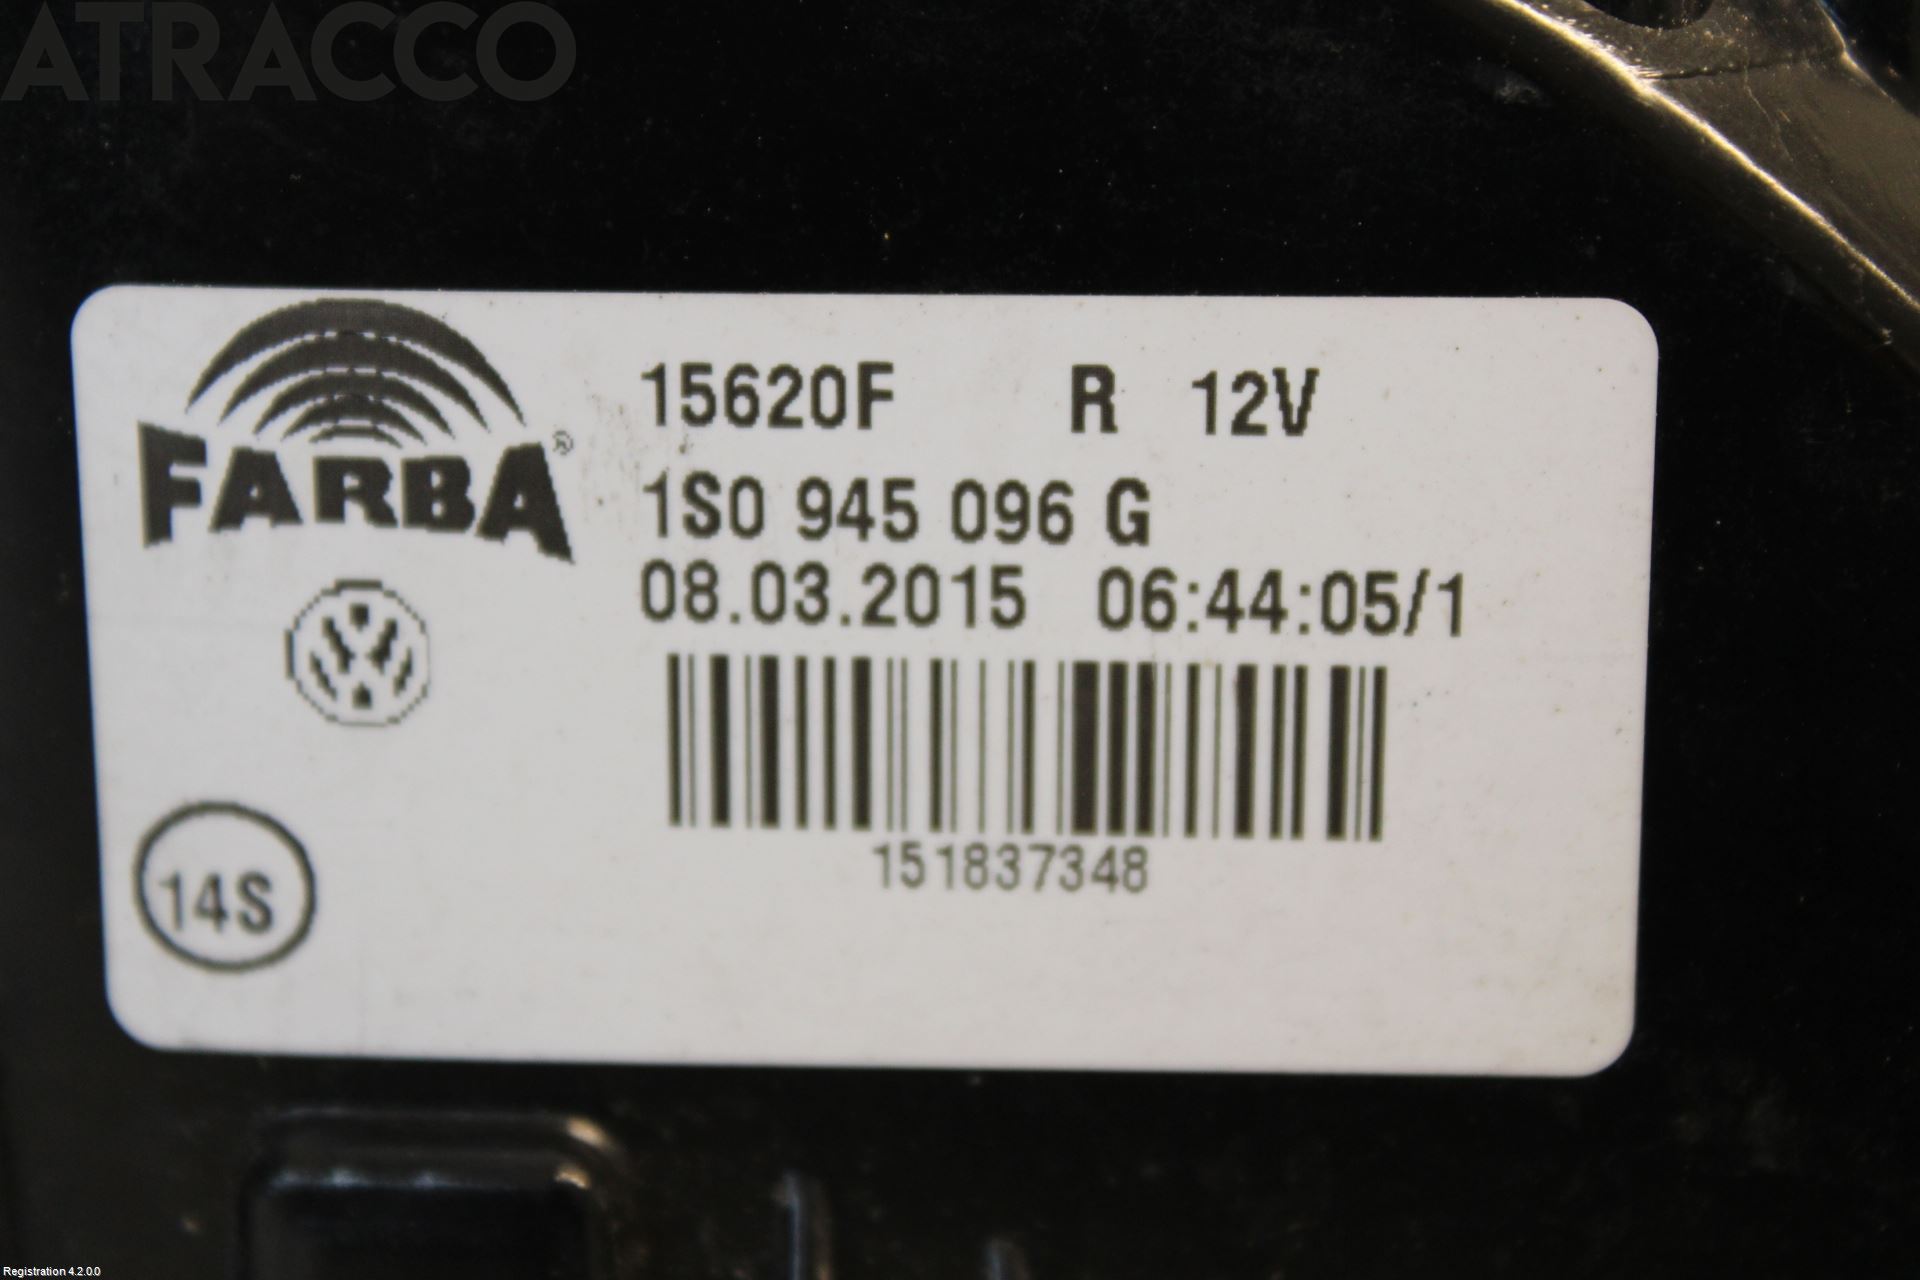 ATRACCO
FARBA®
15620F R 12V
1S0 945 096 G
08.03.2015 06:44:05/1
151837348
14S
Registration 4.2.0.0